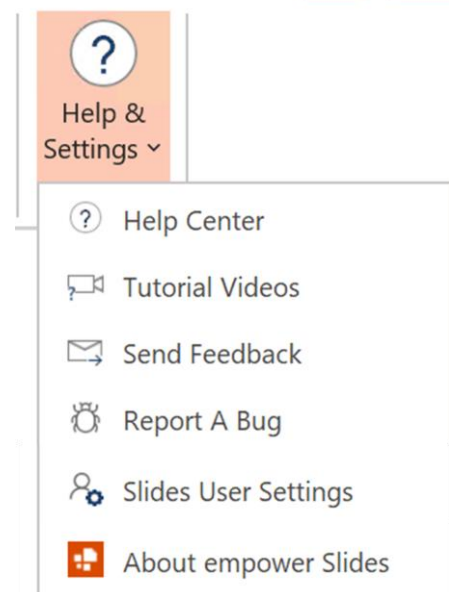 ?
Help &
Settings
? Help Center
? Tutorial Videos
Send Feedback
Report A Bug
Slides User Settings
About empower Slides